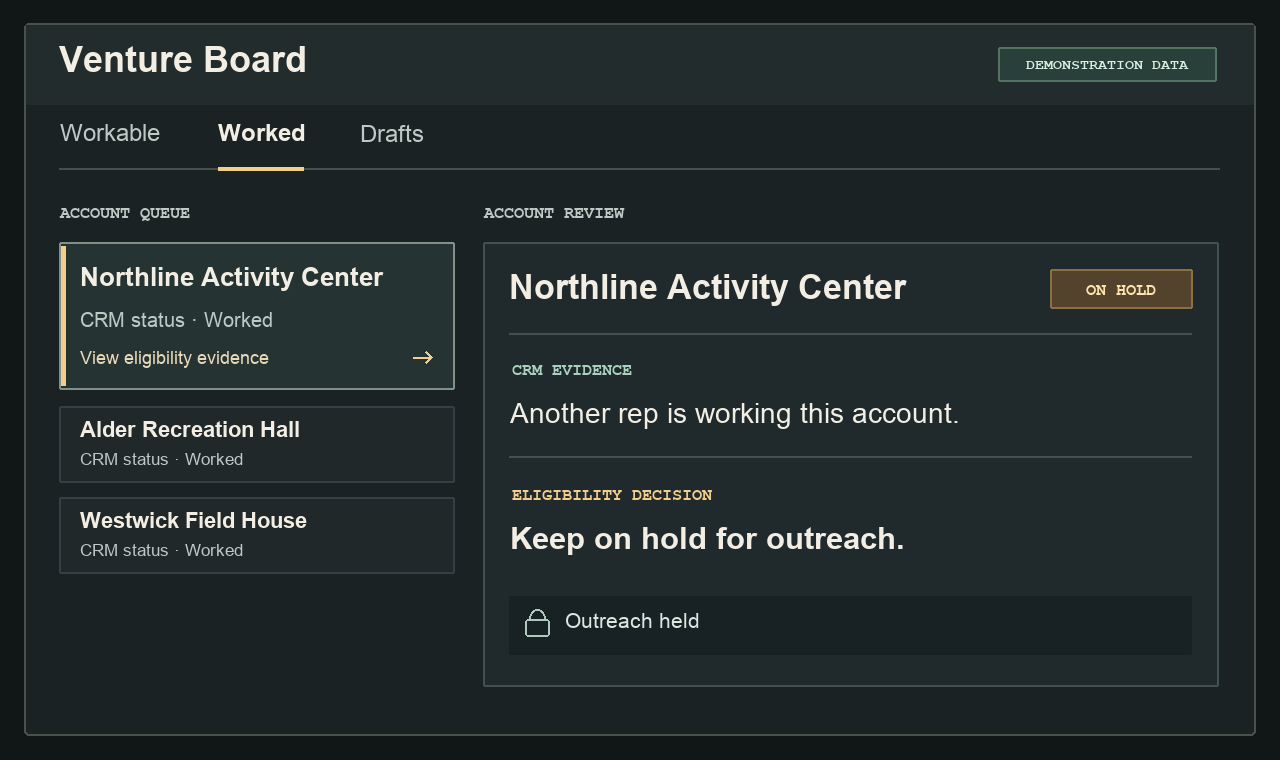 Venture Board
DEMONSTRATION DATA
Workable
Worked
Drafts
ACCOUNT QUEUE
Northline Activity Center
CRM status · Worked
View eligibility evidence
Alder Recreation Hall
CRM status · Worked
Westwick Field House
CRM status · Worked
ACCOUNT REVIEW
Northline Activity Center
ON HOLD
CRM EVIDENCE
Another rep is working this account.
ELIGIBILITY DECISION
Keep on hold for outreach.
Outreach held